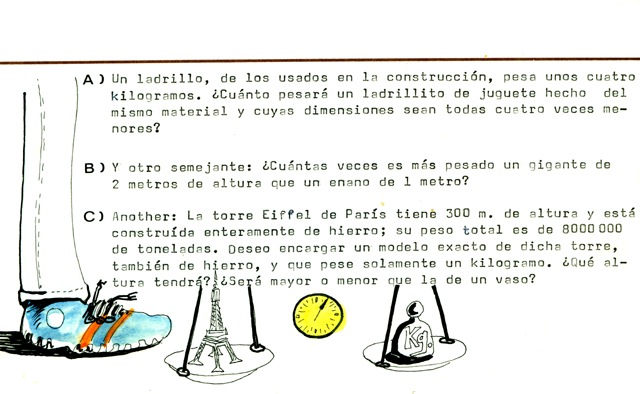 A) Un ladrillo, de los usados en la construcción, pesa unos cuatro
kilogramos. ¿Cuánto pesará un ladrillito de juguete hecho del
mismo material y cuyas dimensiones sean todas cuatro veces me-
nores?
B) Y otro semejante: ¿Cuántas veces es más pesado un gigante de
2 metros de altura que un enano de 1 metro?
C) Another: La torre Eiffel de París tiene 300 m. de altura y está
construída enteramente de hierro; su peso total es de 8000000
de toneladas. Deseo encargar un modelo exacto de dicha torre,
también de hierro, y que pese solamente un kilogramo. ¿Qué al-
tura tendrá? ¿Será mayor o menor que la de un vaso?
Kg.